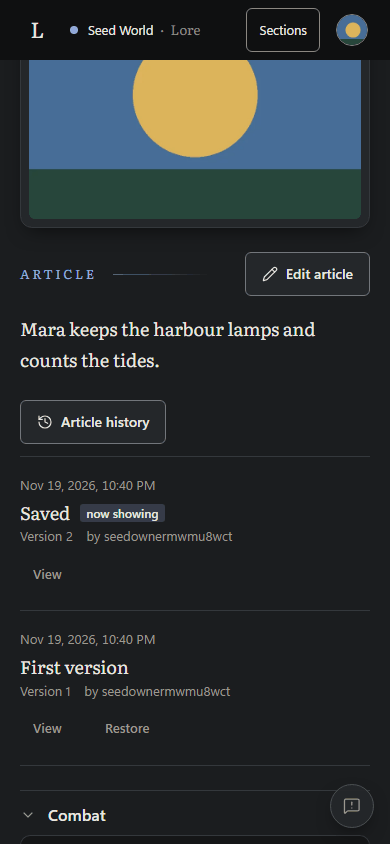 L
Seed World · Lore
Sections
ARTICLE
Edit article
Mara keeps the harbour lamps and
counts the tides.
Article history
Nov 19, 2026, 10:40 PM
Saved now showing
Version 2 by seedownermwmu8wct
View
Nov 19, 2026, 10:40 PM
First version
Version 1 by seedownermwmu8wct
View Restore
Combat